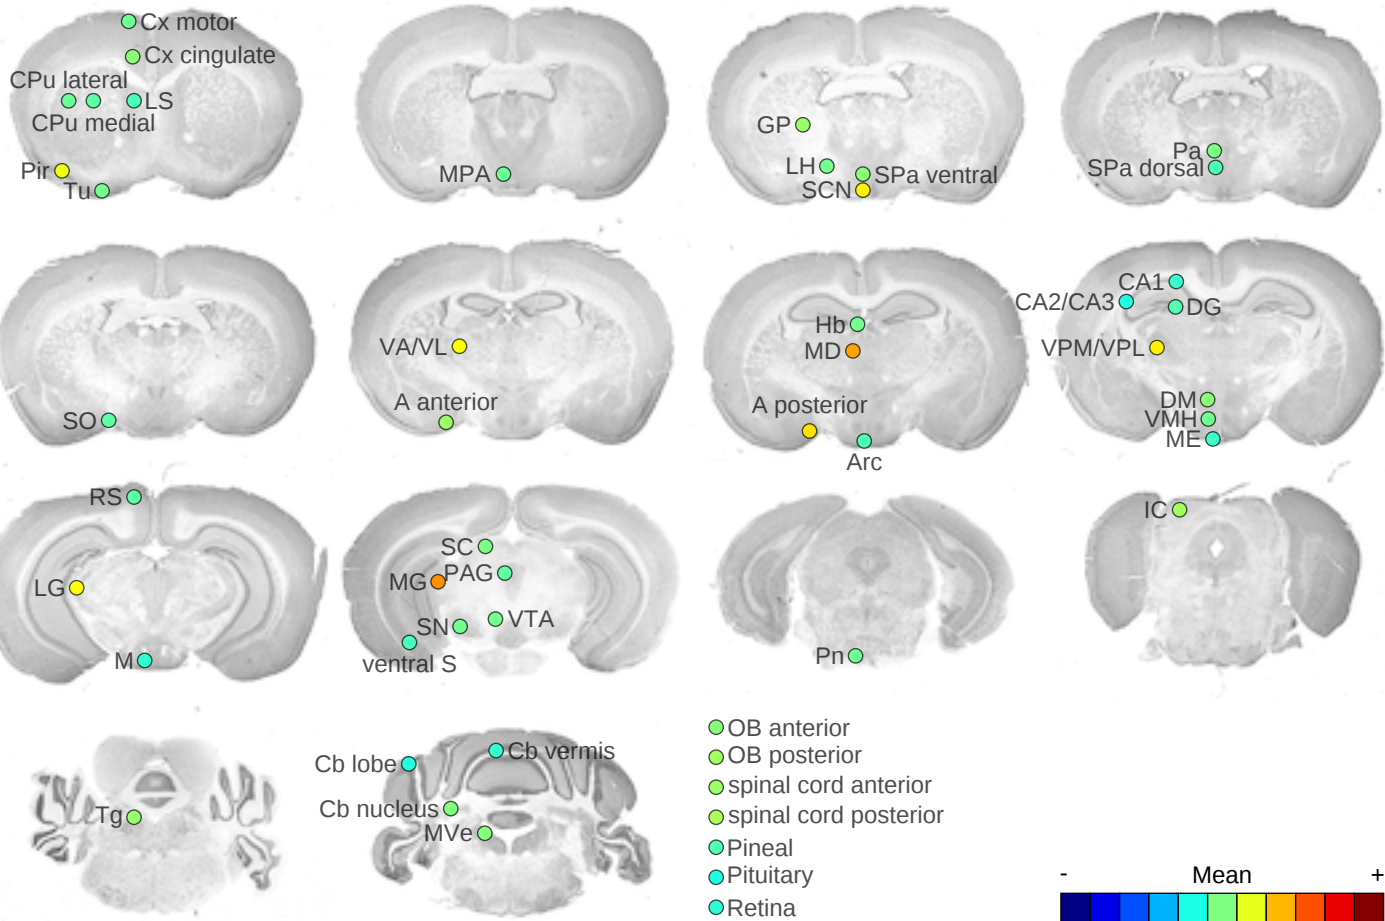 Cx motor
Cx cingulate
CPu lateral
LS
CPu medial
Pir
Tu
MPA
GP
LH
SPa ventral
SCN
Pa
SPa dorsal
SO
VA/VL
A anterior
Hb
MD
A posterior
Arc
CA1
CA2/CA3
DG
VPM/VPL
DM
VMH
ME
RS
LG
M
SC
MG
PAG
SN
VTA
ventral S
Pn
IC
Tg
Cb lobe
Cb vermis
Cb nucleus
MVe
OB anterior
OB posterior
spinal cord anterior
spinal cord posterior
Pineal
Pituitary
Retina
- Mean +